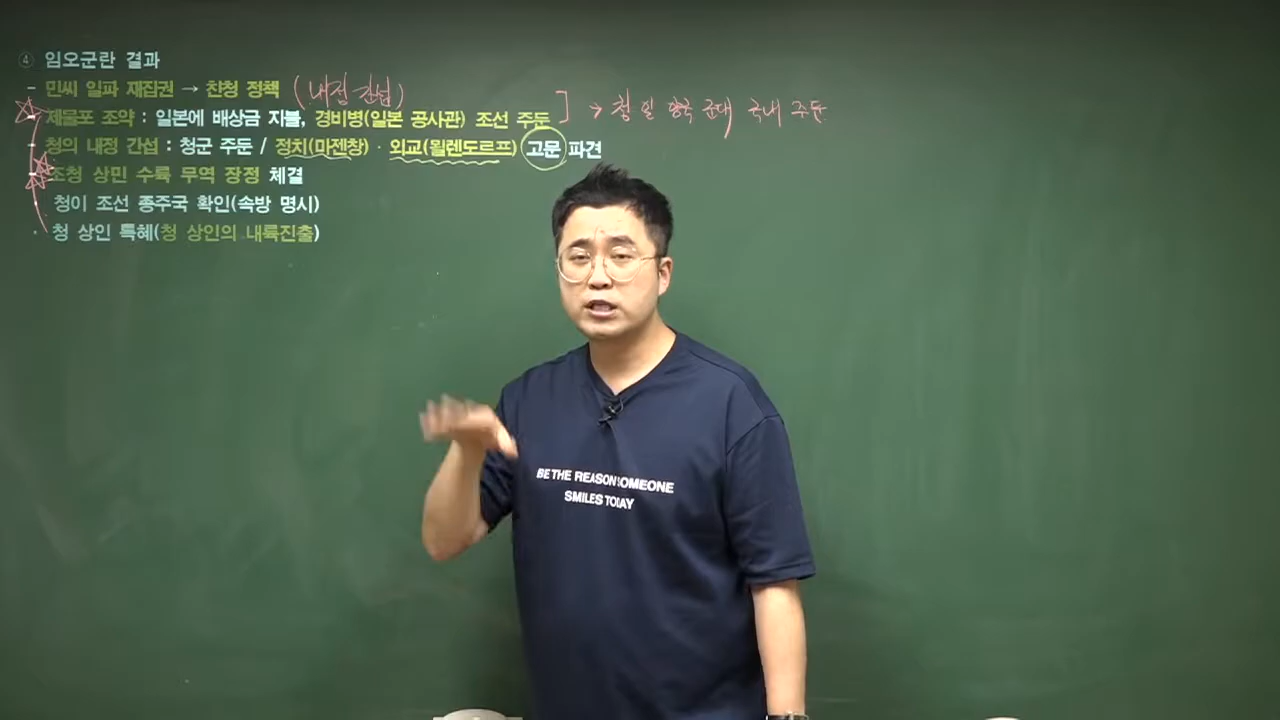 ④ 임오군란 결과
- 민씨 일파 재집권 → 친청 정책 (내정 간섭)
- 제물포 조약 : 일본에 배상금 지불, 경비병(일본 공사관) 조선 주둔 ] → 청 일 양국 군대 국내 주둔
- 청의 내정 간섭 : 청군 주둔 / 정치(마젠창) · 외교(묄렌도르프) 고문 파견
- 조청 상민 수륙 무역 장정 체결
청이 조선 종주국 확인(속방 명시)
· 청 상인 특혜(청 상인의 내륙진출)
BE THE REASON SOMEONE
SMILES TODAY